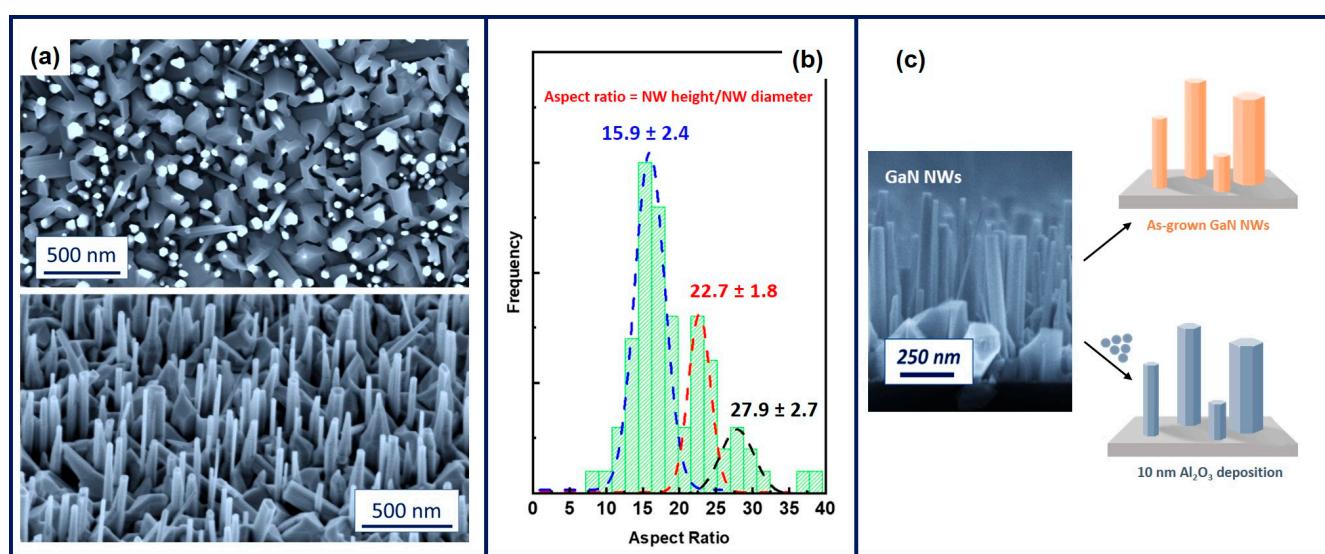 (a)
500 nm
500 nm
(b)
Aspect ratio = NW height/NW diameter
15.9 ± 2.4
22.7 ± 1.8
27.9 ± 2.7
Frequency
0 5 10 15 20 25 30 35 40
Aspect Ratio
(c)
GaN NWs
250 nm
As-grown GaN NWs
10 nm Al₂O₃ deposition